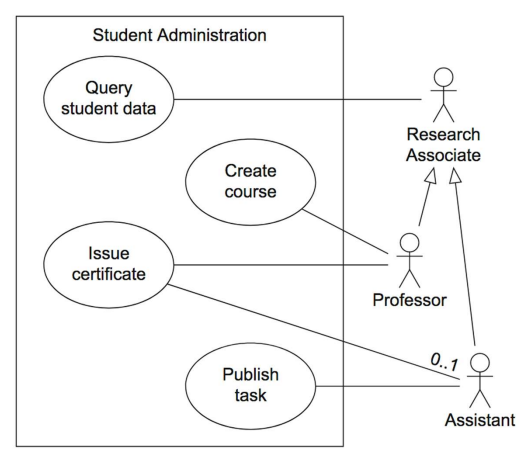 Student Administration
Query
student data
Research
Associate
Create
course
Issue
certificate
Professor
0..1
Publish
task
Assistant